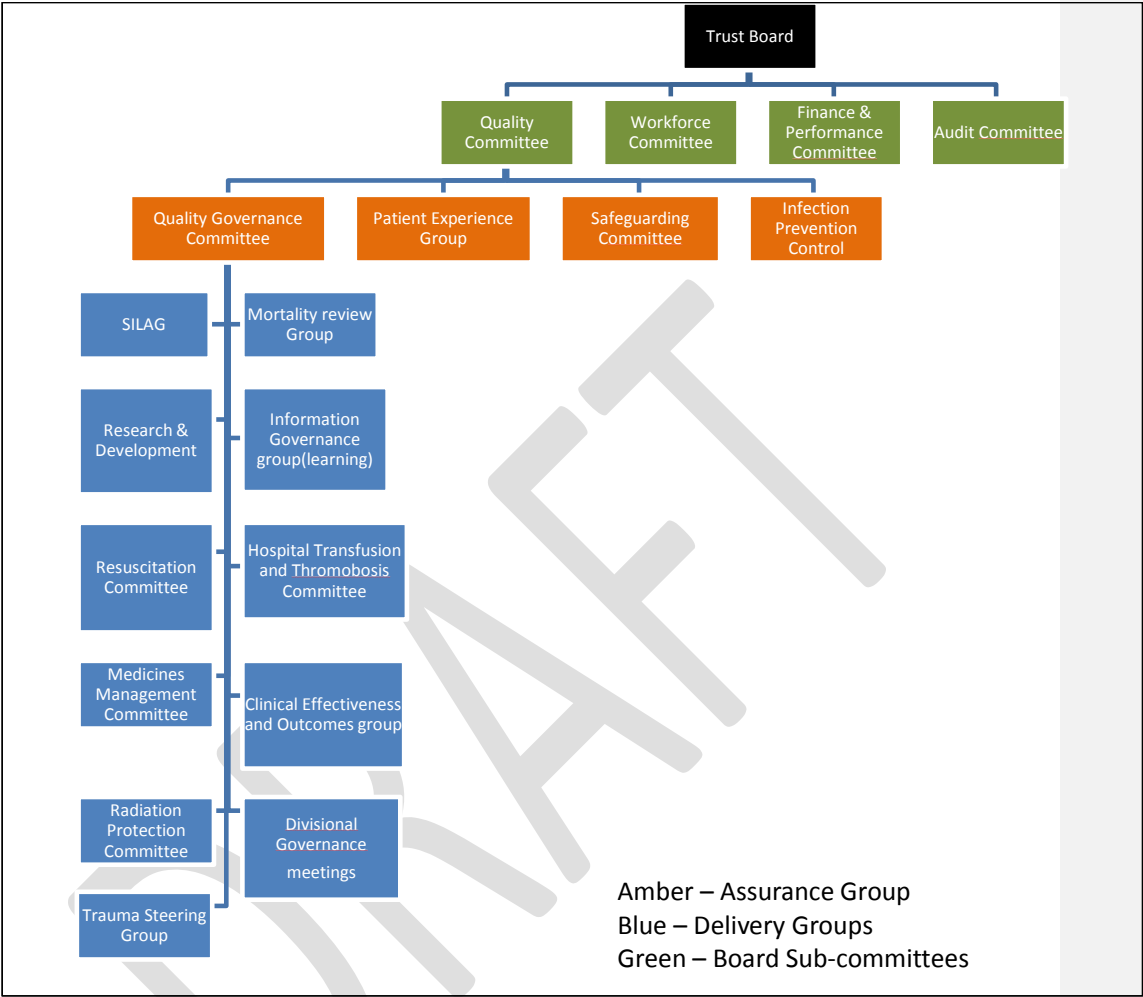 Trust Board
Quality
Committee
Workforce
Committee
Finance &
Performance
Committee
Audit Committee
Quality Governance
Committee
Patient Experience
Group
Safeguarding
Committee
Infection
Prevention
Control
SILAG
Mortality review
Group
Research &
Development
Information
Governance
group(learning)
Resuscitation
Committee
Hospital Transfusion
and Thromobosis
Committee
Medicines
Management
Committee
Clinical Effectiveness
and Outcomes group
Radiation
Protection
Committee
Divisional
Governance
meetings
Trauma Steering
Group
Amber – Assurance Group
Blue – Delivery Groups
Green – Board Sub-committees
DRAFT